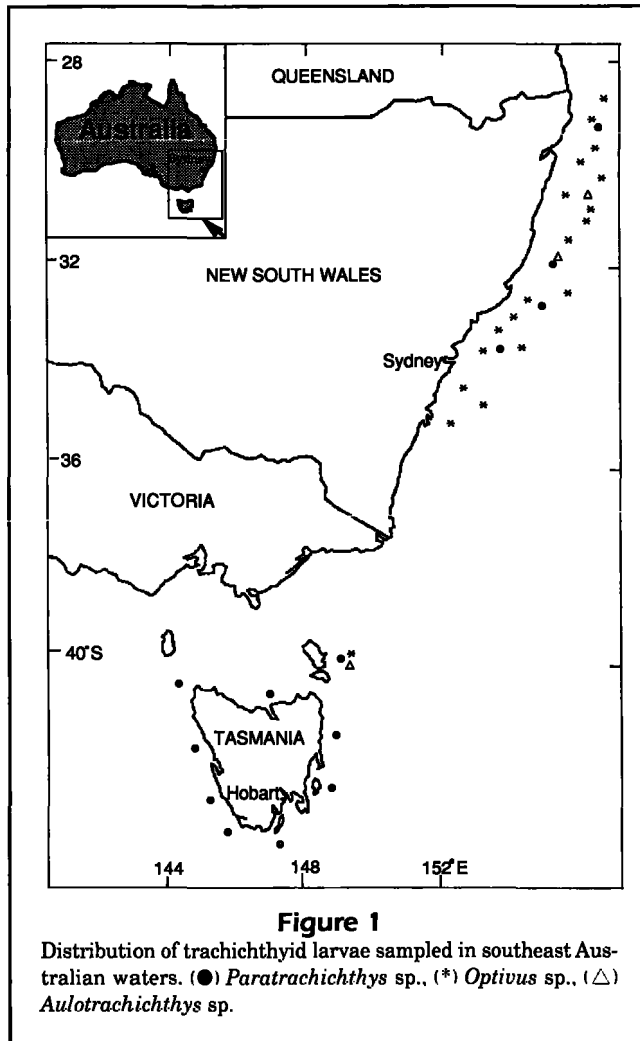 28
QUEENSLAND
Australia
Sydney
32
NEW SOUTH WALES
Sydney
36
VICTORIA
40°S
TASMANIA
Hobart
144
148
152°E
Figure 1
Distribution of trachichthyid larvae sampled in southeast Aus-
tralian waters. (●) Paratrachichthys sp., (*) Optivus sp., (△)
Aulotrachichthys sp.